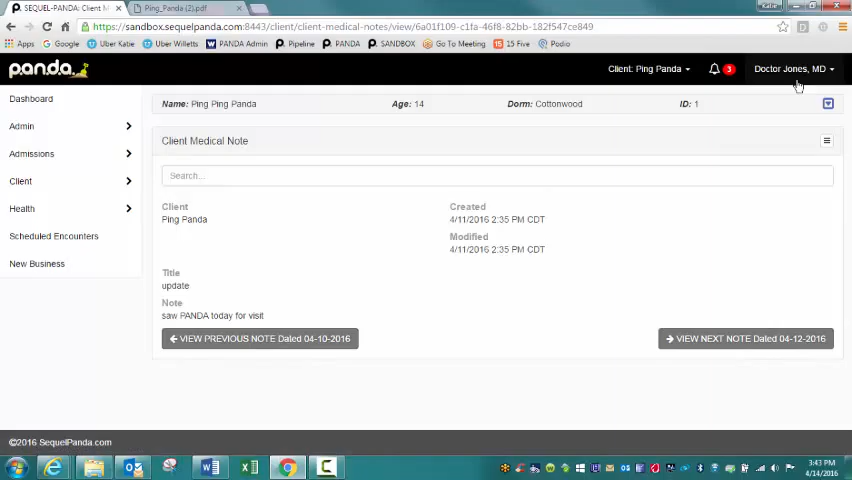 SEQUEL-PANDA: Client M
Ping_Panda (2).pdf
Katie
https://sandbox.sequelpanda.com:8443/client/client-medical-notes/view/6a01f109-c1fa-46f8-82bb-182f547ce849
Apps
Google
Uber Katie
Uber Willetts
PANDA Admin
Pipeline
PANDA
SANDBOX
Go To Meeting
15 Five
Podio
panda.
Client: Ping Panda
3
Doctor Jones, MD
Dashboard
Admin
Admissions
Client
Health
Scheduled Encounters
New Business
Name: Ping Ping Panda
Age: 14
Dorm: Cottonwood
ID: 1
Client Medical Note
Search...
Client
Ping Panda
Created
4/11/2016 2:35 PM CDT
Modified
4/11/2016 2:35 PM CDT
Title
update
Note
saw PANDA today for visit
VIEW PREVIOUS NOTE Dated 04-10-2016
VIEW NEXT NOTE Dated 04-12-2016
©2016 SequelPanda.com
3:43 PM
4/14/2016